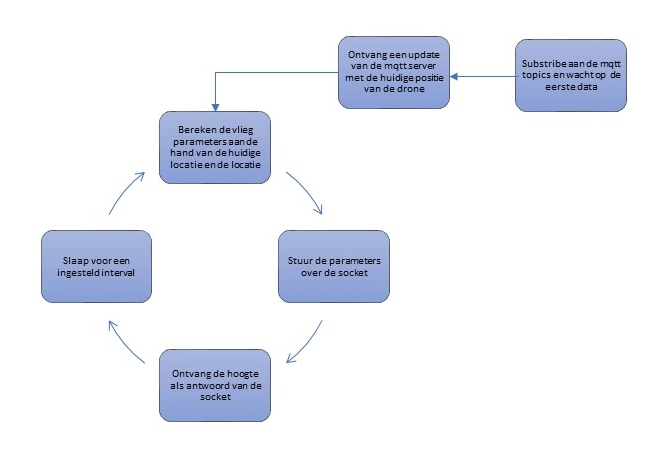 Ontvang een update
van de mqtt server
met de huidige positie
van de drone
Substribe aan de mqtt
topics en wacht op de
eerste data
Bereken de vlieg
parameters aan de
hand van de huidige
locatie en de locatie
Stuur de parameters
over de socket
Ontvang de hoogte
als antwoord van de
socket
Slaap voor een
ingesteld interval